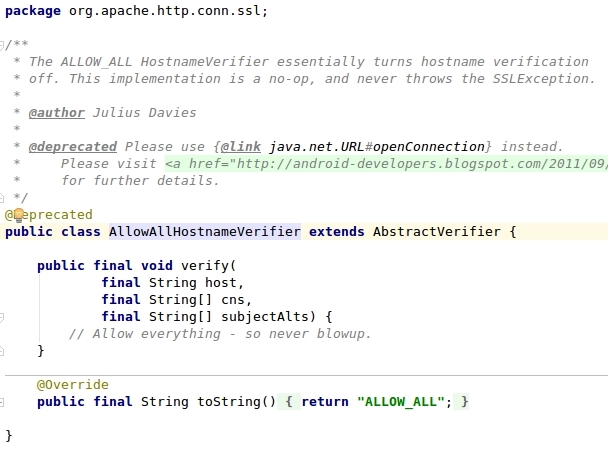 package org.apache.http.conn.ssl;
/**
* The ALLOW_ALL HostnameVerifier essentially turns hostname verification
* off. This implementation is a no-op, and never throws the SSLException.
*
* @author Julius Davies
*
* @deprecated Please use {@link java.net.URL#openConnection} instead.
*     Please visit <a href="http://android-developers.blogspot.com/2011/09/
*     for further details.
*/
@Deprecated
public class AllowAllHostnameVerifier extends AbstractVerifier {
    public final void verify(
            final String host,
            final String[] cns,
            final String[] subjectAlts) {
        // Allow everything - so never blowup.
    }
    @Override
    public final String toString() { return "ALLOW_ALL"; }
}